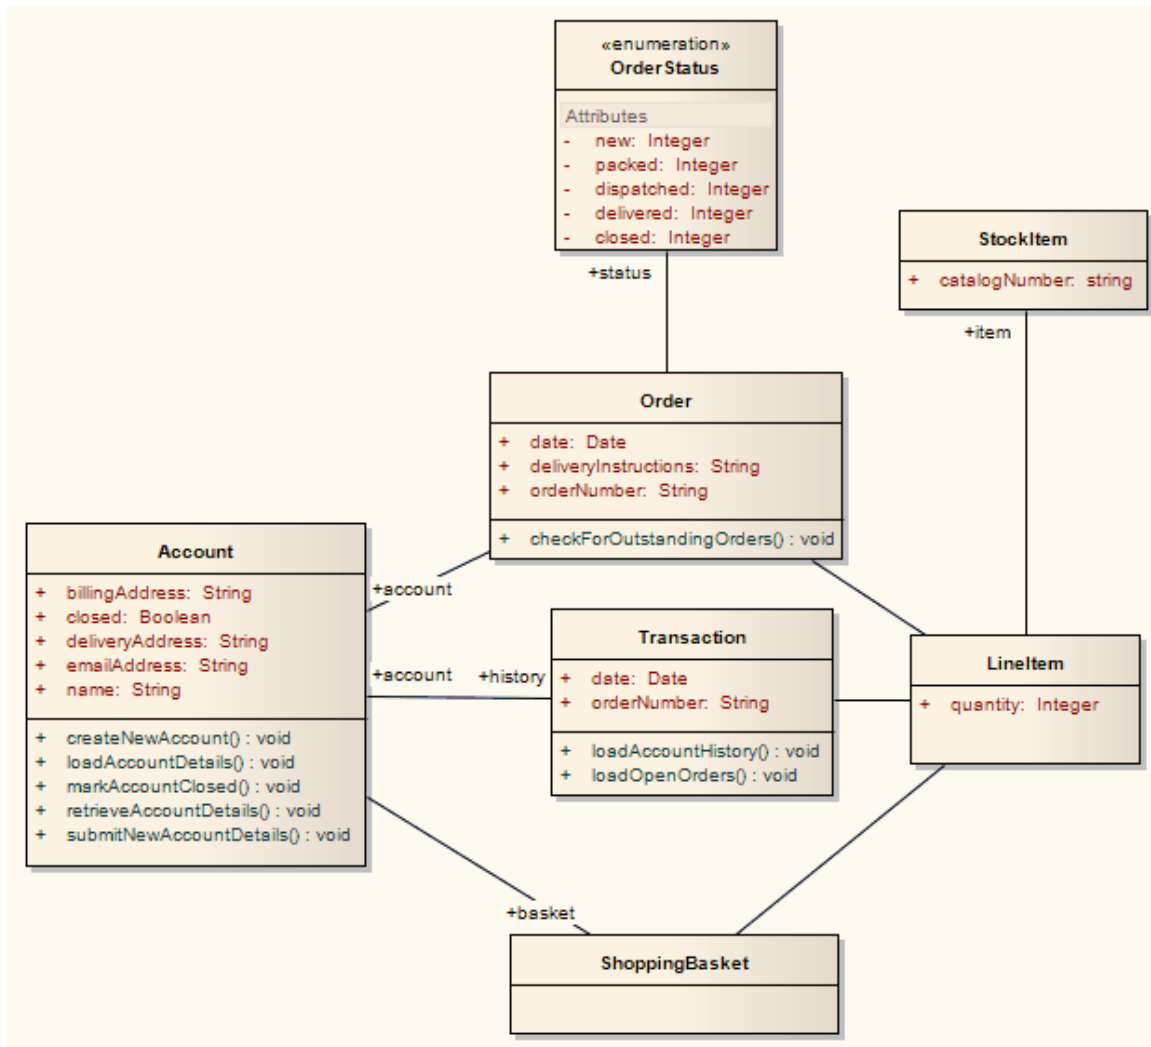 «enumeration»
OrderStatus
Attributes
- new: Integer
- packed: Integer
- dispatched: Integer
- delivered: Integer
- closed: Integer
+status
StockItem
+ catalogNumber: string
+item
Order
+ date: Date
+ deliveryInstructions: String
+ orderNumber: String
+ checkForOutstandingOrders() : void
Account
+ billingAddress: String
+ closed: Boolean
+ deliveryAddress: String
+ emailAddress: String
+ name: String
+ createNewAccount() : void
+ loadAccountDetails() : void
+ markAccountClosed() : void
+ retrieveAccountDetails() : void
+ submitNewAccountDetails() : void
+account
+account
+history
Transaction
+ date: Date
+ orderNumber: String
+ loadAccountHistory() : void
+ loadOpenOrders() : void
LineItem
+ quantity: Integer
+basket
ShoppingBasket